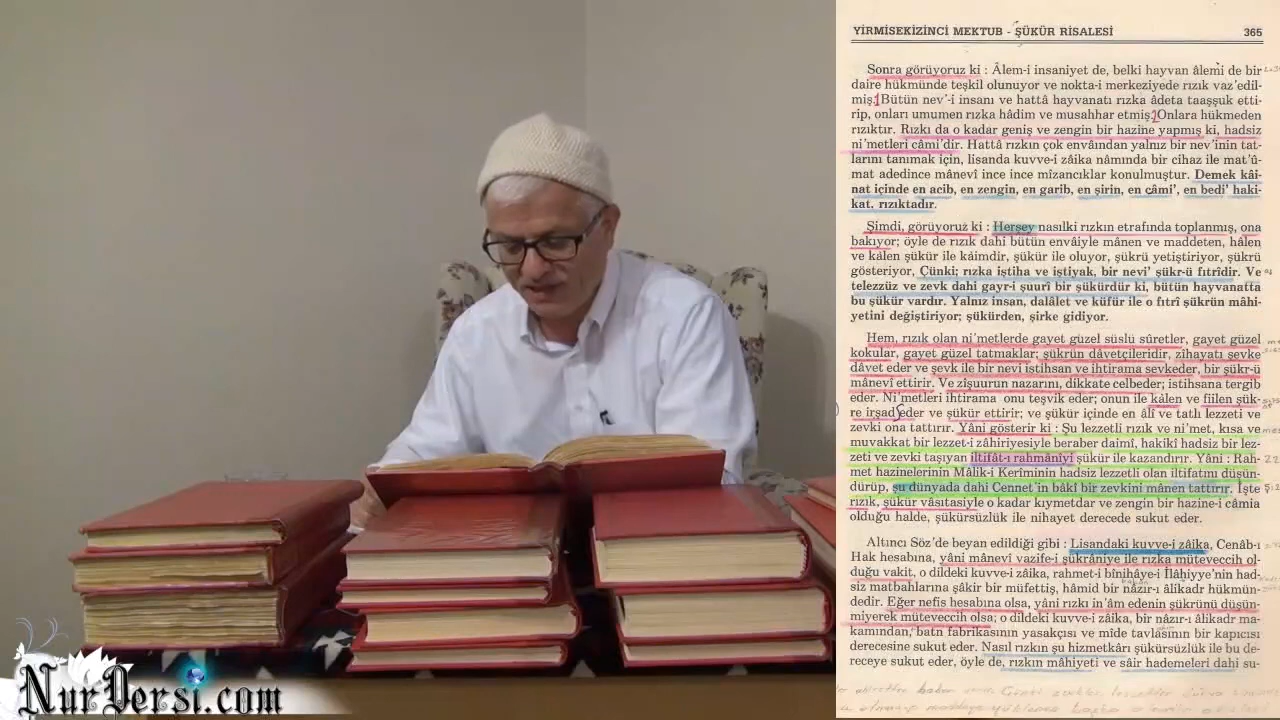 YİRMİSEKİZİNCİ MEKTUB - ŞÜKÜR RİSALESİ 365
Sonra görüyoruz ki : Âlem-i insaniyet de, belki hayvan âlemi de bir
daire hükmünde teşkil olunuyor ve nokta-i merkeziyede rızık vaz'edil-
miş. 1 Bütün nev'-i insanı ve hattâ hayvanatı rızka âdeta taaşşuk etti-
rip, onları umumen rızka hâdim ve musahhar etmiş. 2 Onlara hükmeden
rızıktır. Rızkı da o kadar geniş ve zengin bir hazine yapmış ki, hadsiz
ni'metleri câmi'dir. Hattâ rızkın çok envâından yalnız bir nev'inin tat-
larını tanımak için, lisanda kuvve-i zâika nâmında bir cihaz ile mat'û-
mat adedince mânevî ince ince mîzancıklar konulmuştur. Demek kâi-
nat içinde en acib, en zengin, en garib, en şirin, en câmi', en bedi' haki-
kat, rızıktadır.
Şimdi, görüyoruz ki : Herşey nasılki rızkın etrafında toplanmış, ona
bakıyor; öyle de rızık dahi bütün envâiyle mânen ve maddeten, hâlen
ve kâlen şükür ile kâimdir, şükür ile oluyor, şükrü yetiştiriyor, şükrü
gösteriyor, Çünki; rızka iştiha ve iştiyak, bir nevi' şükr-ü fıtrîdir. Ve
telezzüz ve zevk dahi gayr-i şuurî bir şükürdür ki, bütün hayvanatta
bu şükür vardır. Yalnız insan, dalâlet ve küfür ile o fıtrî şükrün mâhi-
yetini değiştiriyor; şükürden, şirke gidiyor.
Hem, rızık olan ni'metlerde gayet güzel süslü sûretler, gayet güzel
kokular, gayet güzel tatmaklar; şükrün dâvetçileridir, zihayatı şevke
dâvet eder ve şevk ile bir nevi istihsan ve ihtirama sevkeder, bir şükr-ü
mânevî ettirir. Ve zîşuurun nazarını, dikkate celbeder; istihsana tergib
eder. Ni'metleri ihtirama onu teşvik eder; onun ile kâlen ve fiilen şük-
re irşad eder ve şükür ettirir; ve şükür içinde en âlî ve tatlı lezzeti ve
zevki ona tattırır. Yâni gösterir ki : Şu lezzetli rızık ve ni'met, kısa ve
muvakkat bir lezzet-i zâhiriyesiyle beraber daimî, hakikî hadsiz bir lez-
zeti ve zevki taşıyan iltifât-ı rahmânîyi şükür ile kazandırır. Yâni : Rah-
met hazinelerinin Mâlik-i Kerîminin hadsiz lezzetli olan iltifatını düşün-
dürüp, şu dünyada dahi Cennet'in bâki bir zevkini mânen tattırır. İşte
rızık, şükür vâsıtasiyle o kadar kıymetdar ve zengin bir hazine-i câmia
olduğu halde, şükürsüzlük ile nihayet derecede sukut eder.
Altıncı Söz'de beyan edildiği gibi : Lisandaki kuvve-i zâika, Cenâb-ı
Hak hesabına, yâni mânevî vazife-i şükrâniye ile rızka müteveccih ol-
duğu vakit, o dildeki kuvve-i zâika, rahmet-i bînihâye-i İlâhiyye'nin had-
siz matbahlarına şâkir bir müfettiş, hâmid bir nâzır-ı âlikadr hükmün-
dedir. Eğer nefis hesabına olsa, yâni rızkı in'âm edenin şükrünü düşün-
miyerek müteveccih olsa; o dildeki kuvve-i zâika, bir nâzır-ı âlikadr ma-
kamından, batn fabrikasının yasakçısı ve mîde tavlasının bir kapıcısı
derecesine sukut eder. Nasıl rızkın şu hizmetkârı şükürsüzlük ile bu de-
receye sukut eder, öyle de, rızkın mâhiyeti ve sâir hademeleri dahi su-
NurDersi.com